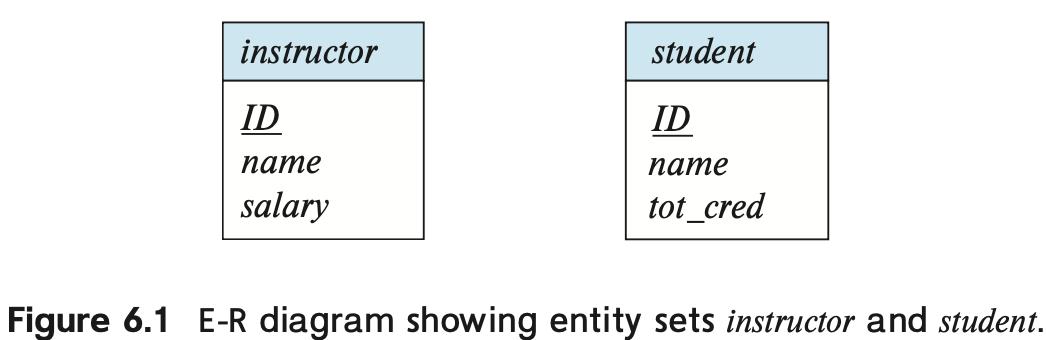 instructor
ID
name
salary
student
ID
name
tot_cred
Figure 6.1 E-R diagram showing entity sets instructor and student.